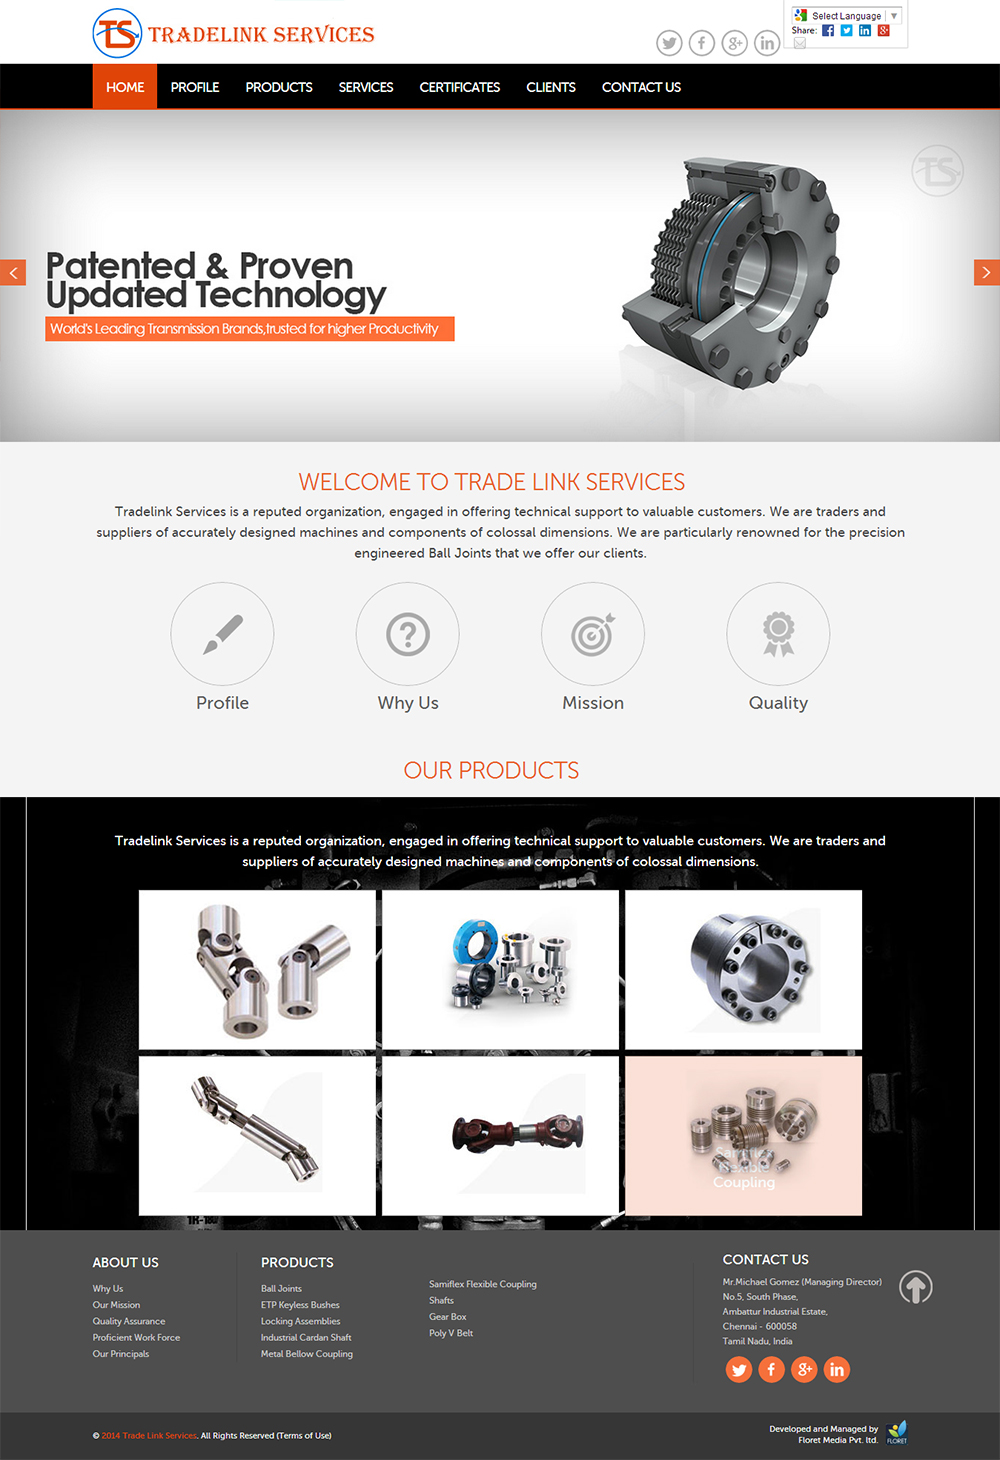 TS TRADELINK SERVICES
Select Language ▼
Share:
HOME PROFILE PRODUCTS SERVICES CERTIFICATES CLIENTS CONTACT US
TS
Patented & Proven
Updated Technology
World's Leading Transmission Brands,trusted for higher Productivity
WELCOME TO TRADE LINK SERVICES
Tradelink Services is a reputed organization, engaged in offering technical support to valuable customers. We are traders and
suppliers of accurately designed machines and components of colossal dimensions. We are particularly renowned for the precision
engineered Ball Joints that we offer our clients.
Profile Why Us Mission Quality
OUR PRODUCTS
Tradelink Services is a reputed organization, engaged in offering technical support to valuable customers. We are traders and
suppliers of accurately designed machines and components of colossal dimensions.
Samiflex
Flexible
Coupling
ABOUT US
Why Us
Our Mission
Quality Assurance
Proficient Work Force
Our Principals
PRODUCTS
Ball Joints
ETP Keyless Bushes
Locking Assemblies
Industrial Cardan Shaft
Metal Bellow Coupling
Samiflex Flexible Coupling
Shafts
Gear Box
Poly V Belt
CONTACT US
Mr.Michael Gomez (Managing Director)
No.5, South Phase,
Ambattur Industrial Estate,
Chennai - 600058
Tamil Nadu, India
© 2014 Trade Link Services. All Rights Reserved (Terms of Use)
Developed and Managed by
Floret Media Pvt. ltd.
FLORET